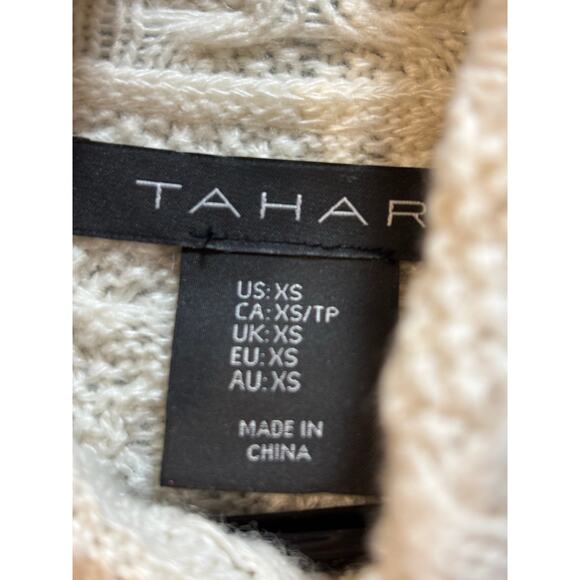 TAHAR
US: XS
CA: XS/TP
UK: XS
EU: XS
AU: XS
MADE IN
CHINA